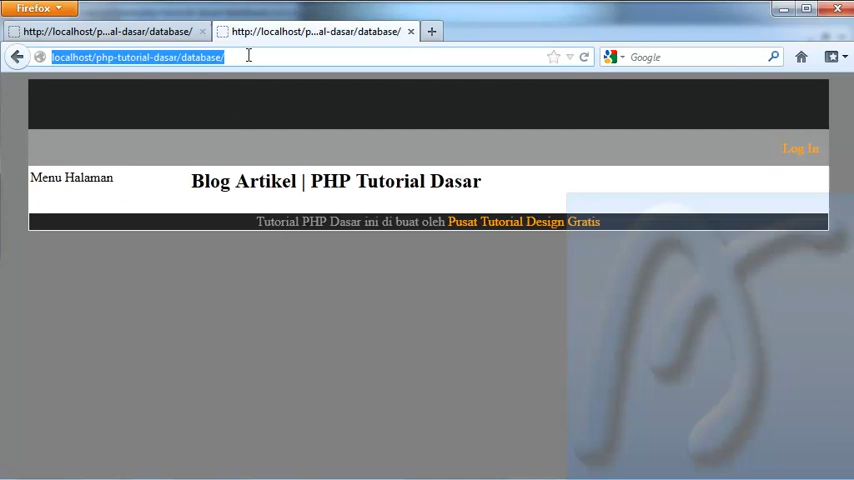 Firefox
http://localhost/p...al-dasar/database/
http://localhost/p...al-dasar/database/
localhost/php-tutorial-dasar/database/
Google
Log In
Menu Halaman
Blog Artikel | PHP Tutorial Dasar
Tutorial PHP Dasar ini di buat oleh Pusat Tutorial Design Gratis